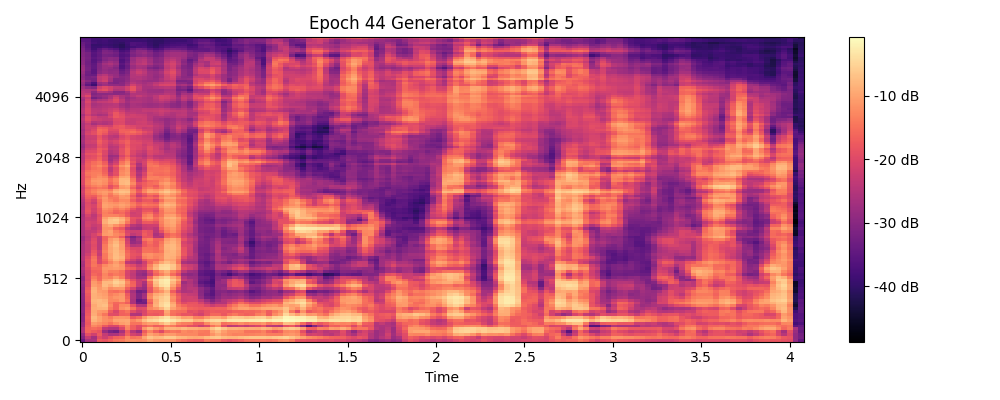 Epoch 44 Generator 1 Sample 5
4096
2048
1024
512
0
Hz
0 0.5 1 1.5 2 2.5 3 3.5 4
Time
-10 dB
-20 dB
-30 dB
-40 dB